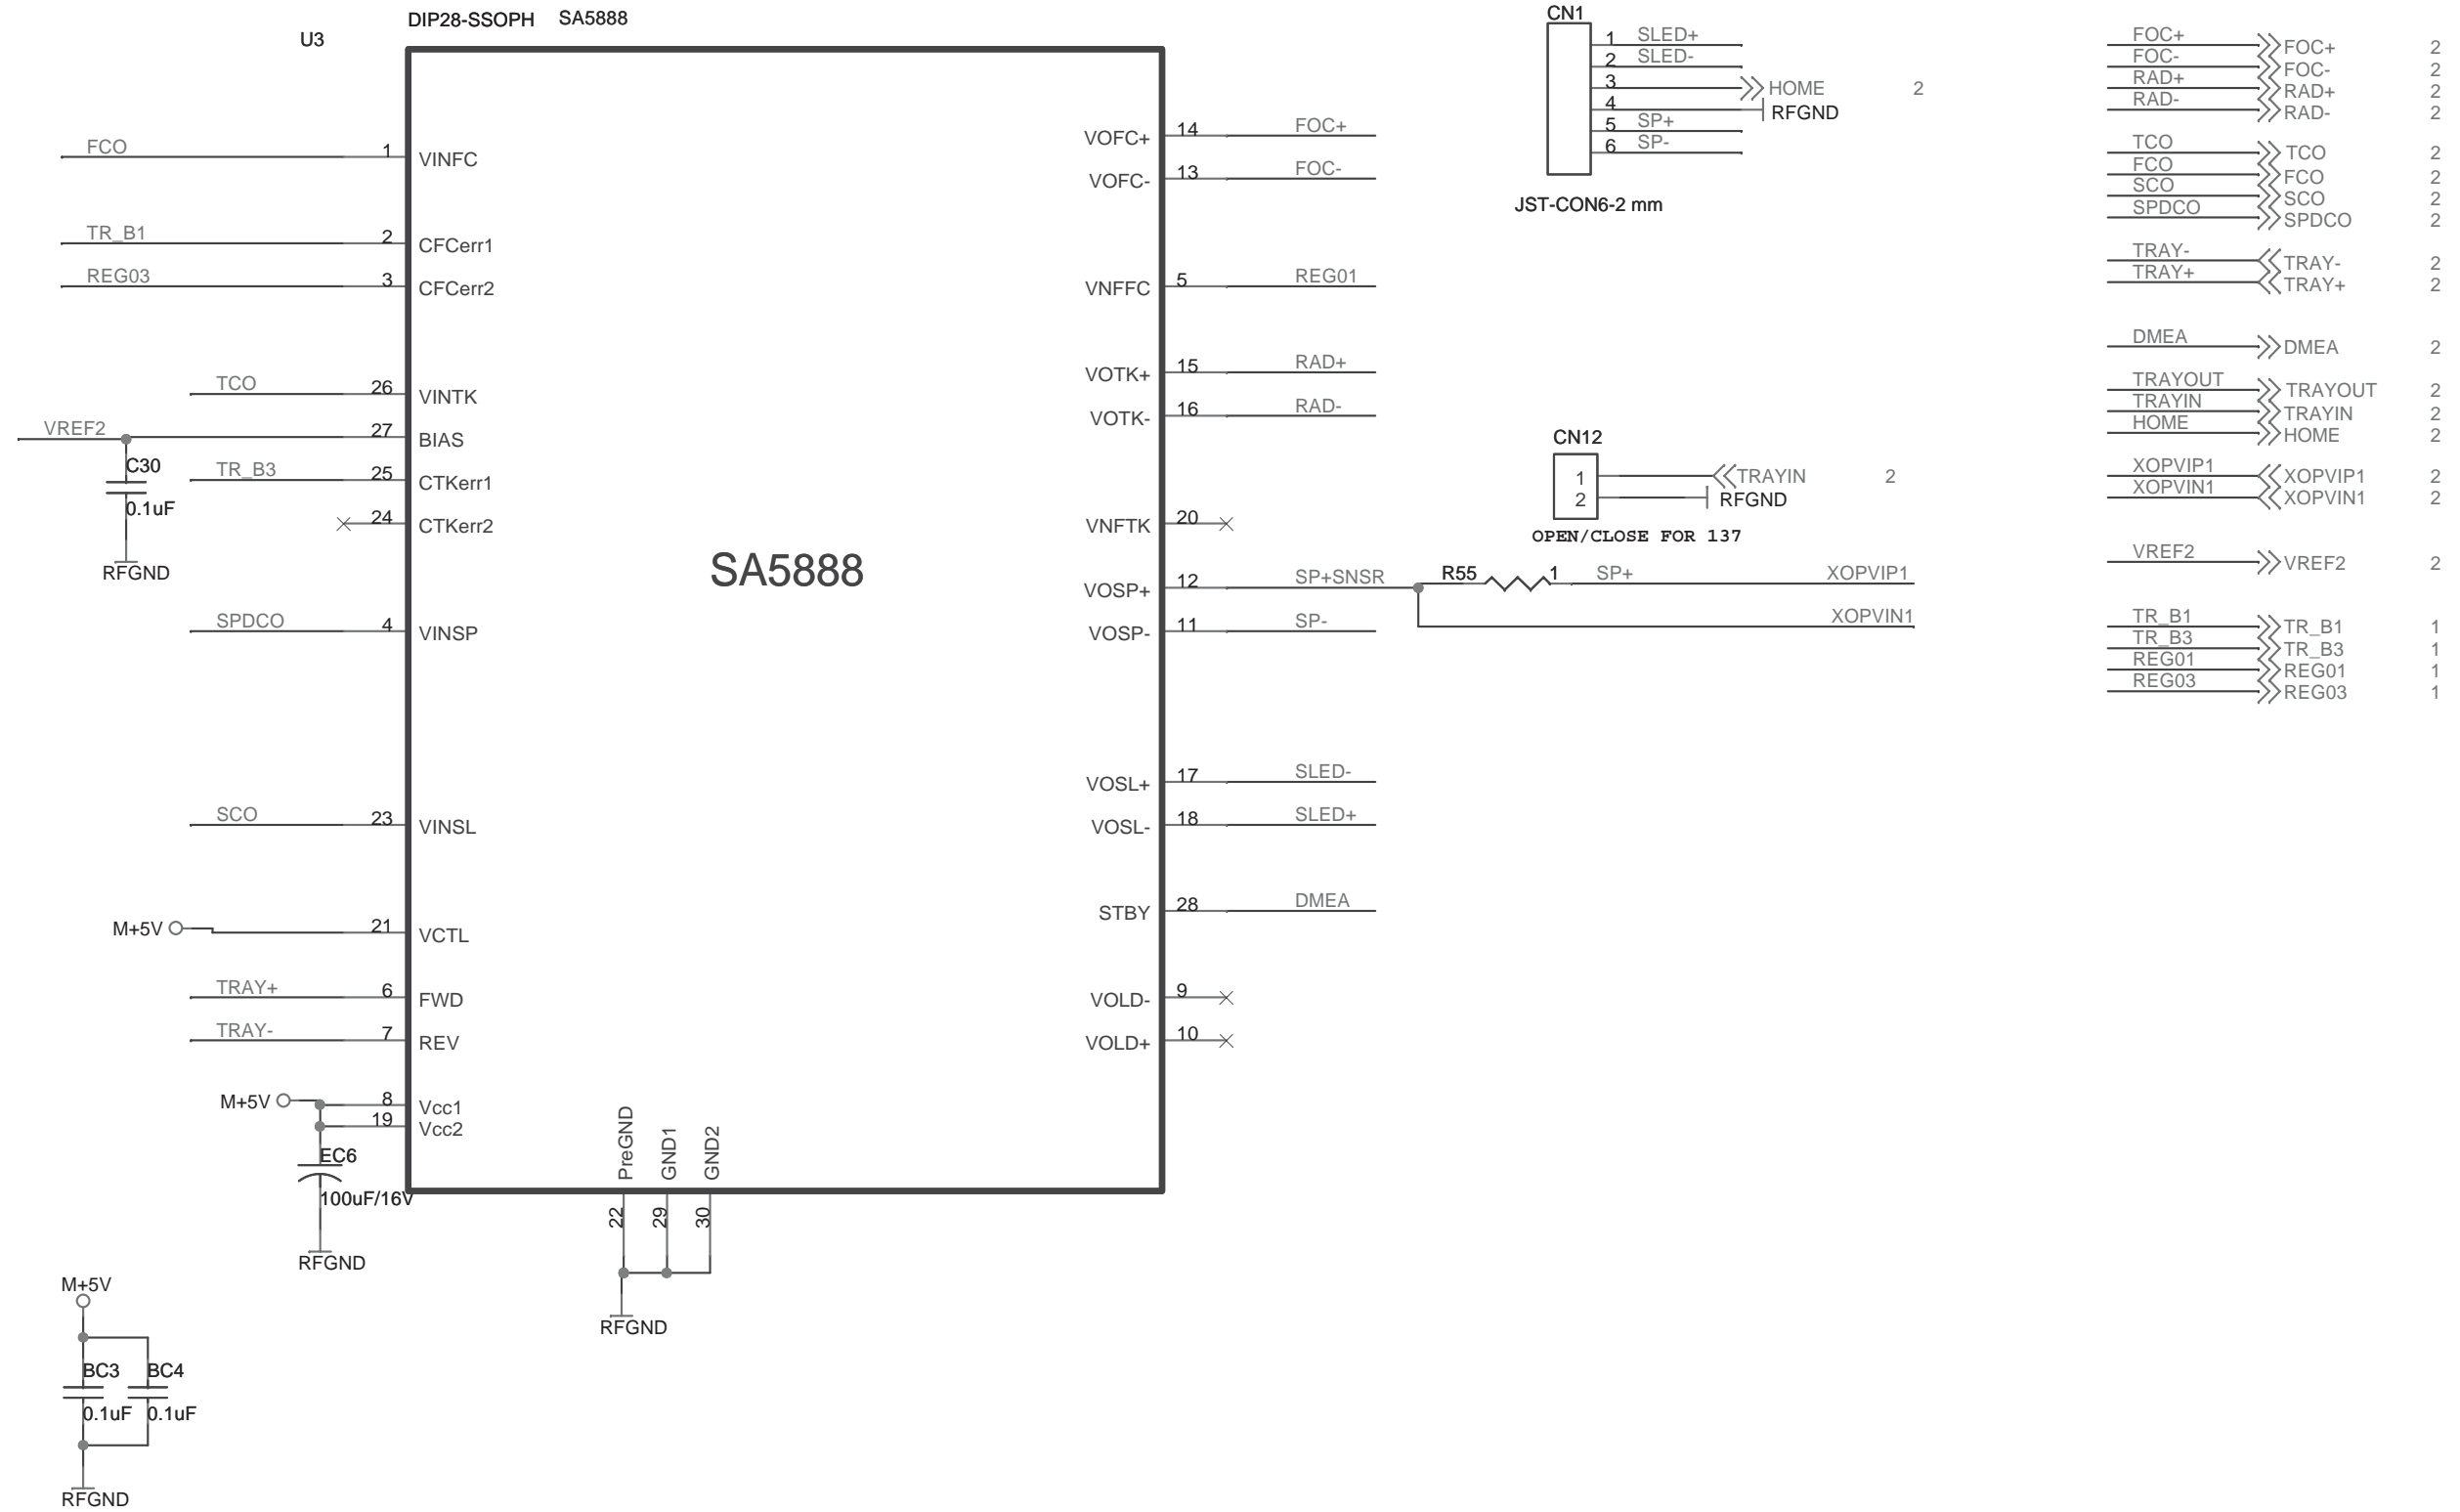 DIP28-SSOPH SA5888
U3
FCO 1 VINFC
TR_B1 2 CFCerr1
REG03 3 CFCerr2
TCO 26 VINTK
VREF2 27 BIAS
C30
0.1uF
RFGND
TR_B3 25 CTKerr1
24 CTKerr2
SPDCO 4 VINSP
SCO 23 VINSL
M+5V 21 VCTL
TRAY+ 6 FWD
TRAY- 7 REV
M+5V 8 Vcc1
19 Vcc2
EC6
100uF/16V
RFGND
SA5888
PreGND
GND1
GND2
22
29
30
RFGND
VOFC+ 14 FOC+
VOFC- 13 FOC-
VNFFC 5 REG01
VOTK+ 15 RAD+
VOTK- 16 RAD-
VNFTK 20
VOSP+ 12 SP+SNSR R55 1 SP+ XOPVIP1
XOPVIN1
VOSP- 11 SP-
VOSL+ 17 SLED-
VOSL- 18 SLED+
STBY 28 DMEA
VOLD- 9
VOLD+ 10
M+5V
BC3 BC4
0.1uF 0.1uF
RFGND
CN1
1 SLED+
2 SLED-
3 HOME 2
4 RFGND
5 SP+
6 SP-
JST-CON6-2 mm
CN12
1 TRAYIN 2
2 RFGND
OPEN/CLOSE FOR 137
FOC+ FOC+ 2
FOC- FOC- 2
RAD+ RAD+ 2
RAD- RAD- 2
TCO TCO 2
FCO FCO 2
SCO SCO 2
SPDCO SPDCO 2
TRAY- TRAY- 2
TRAY+ TRAY+ 2
DMEA DMEA 2
TRAYOUT TRAYOUT 2
TRAYIN TRAYIN 2
HOME HOME 2
XOPVIP1 XOPVIP1 2
XOPVIN1 XOPVIN1 2
VREF2 VREF2 2
TR_B1 TR_B1 1
TR_B3 TR_B3 1
REG01 REG01 1
REG03 REG03 1